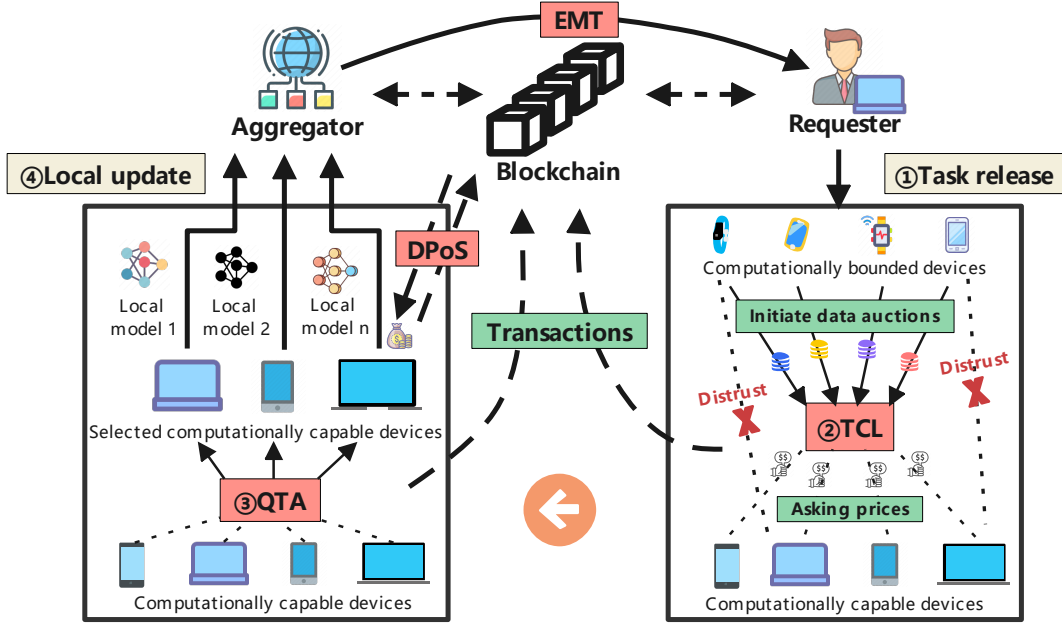 EMT
Aggregator
Blockchain
Requester
④Local update
①Task release
DPoS
Local
model 1
Local
model 2
Local
model n
Transactions
Selected computationally capable devices
③QTA
Computationally capable devices
Computationally bounded devices
Initiate data auctions
Distrust
Distrust
②TCL
$$
$$
$$
$$
Asking prices
Computationally capable devices